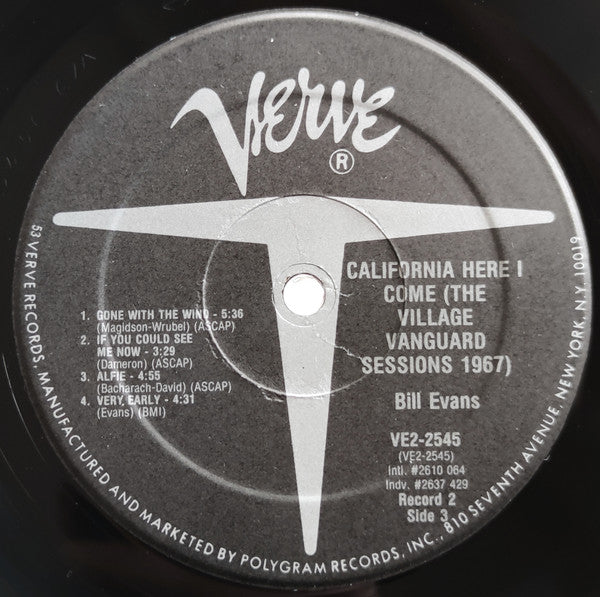 Verve
®
CALIFORNIA HERE I
COME (THE
VILLAGE
VANGUARD
SESSIONS 1967)
Bill Evans
1. GONE WITH THE WIND - 5:36
(Magidson-Wrubel) (ASCAP)
2. IF YOU COULD SEE
ME NOW - 3:29
(Dameron) (ASCAP)
3. ALFIE - 4:55
(Bacharach-David) (ASCAP)
4. VERY, EARLY - 4:31
(Evans) (BMI)
VE2-2545
(VE2-2545)
Intl. #2610 064
Indv. #2637 429
Record 2
Side 3
53 VERVE RECORDS, MANUFACTURED AND MARKETED BY POLYGRAM RECORDS, INC., 810 SEVENTH AVENUE, NEW YORK, N.Y. 10019